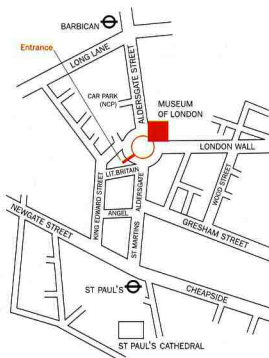 BARBICAN
LONG LANE
ALDERSGATE STREET
Entrance
CAR PARK
(NCP)
MUSEUM
OF LONDON
LONDON WALL
LIT.BRITAIN
KING EDWARD STREET
ALDERSGATE
ANGEL
ST MARTINS
WOOD STREET
GRESHAM STREET
NEWGATE STREET
CHEAPSIDE
ST PAUL'S
ST PAUL'S CATHEDRAL